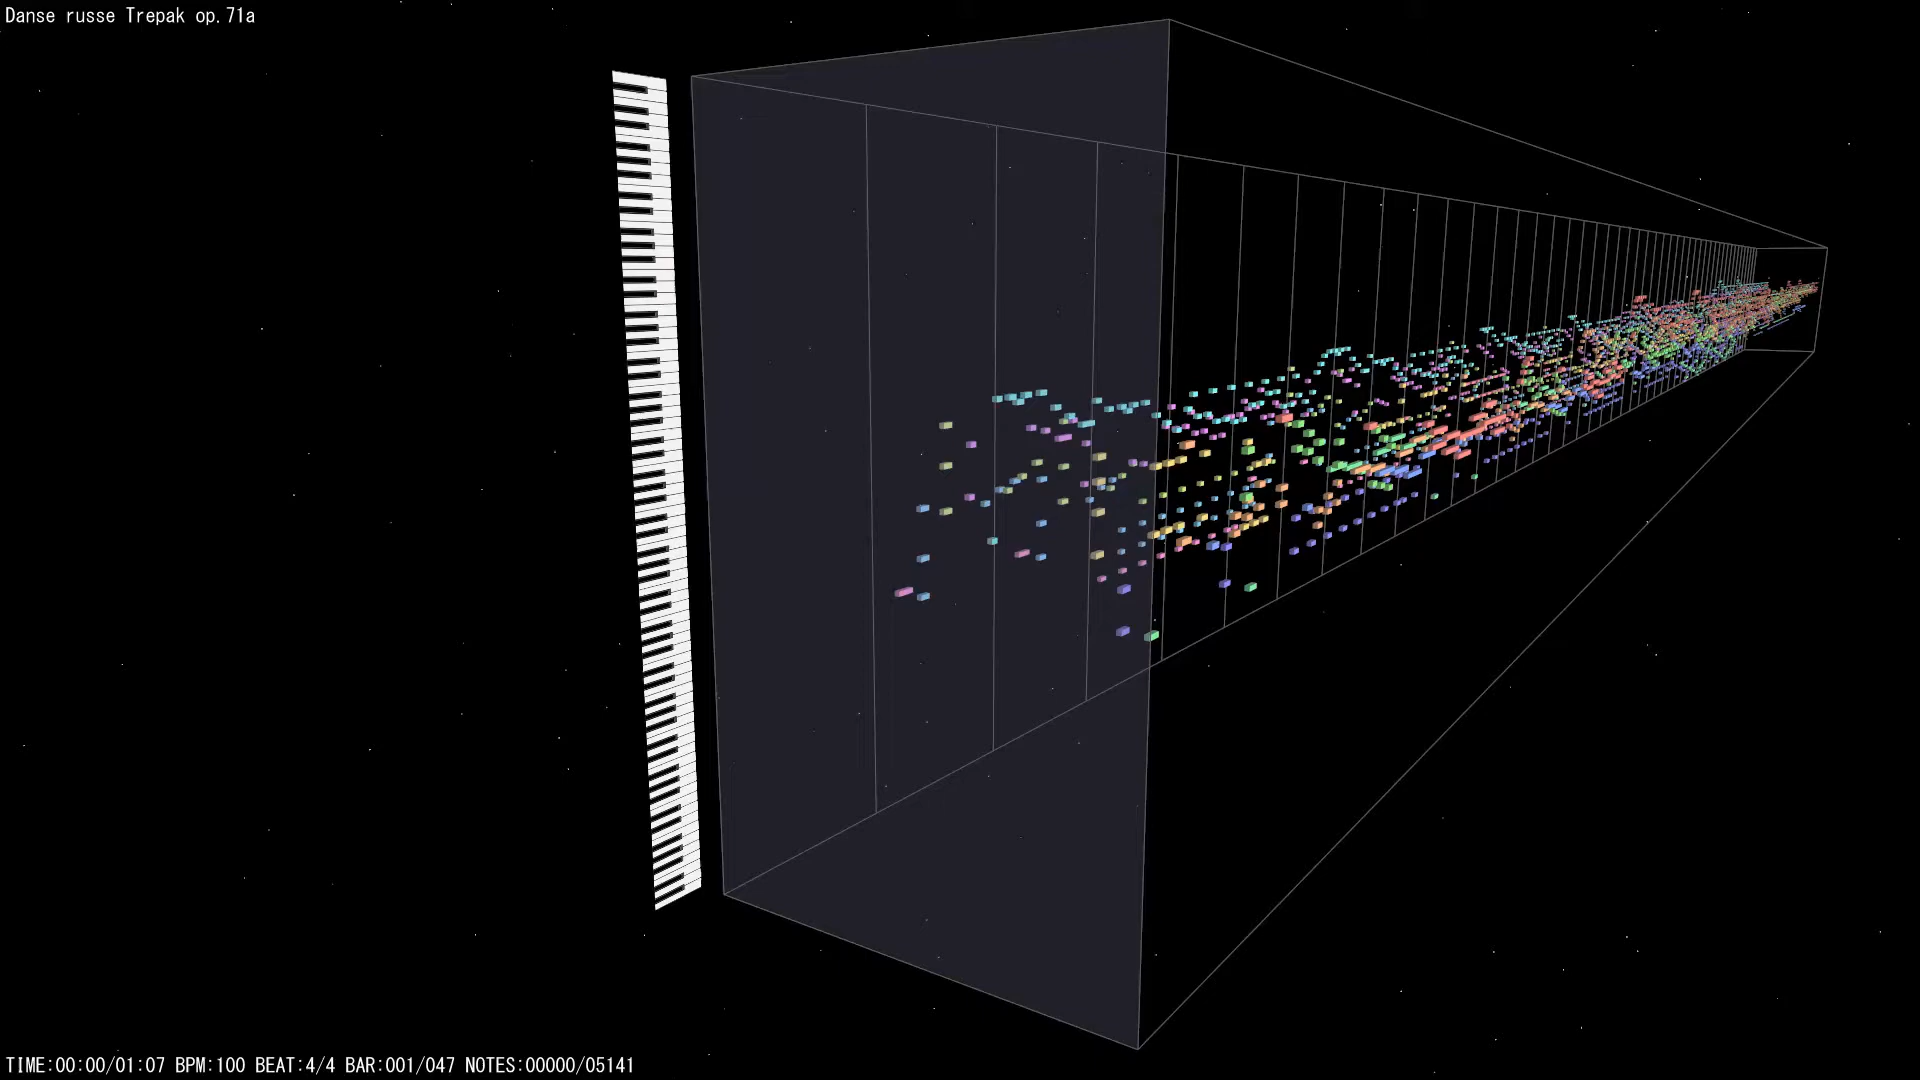 Danse russe Trepak op.71a
TIME:00:00/01:07 BPM:100 BEAT:4/4 BAR:001/047 NOTES:00000/05141